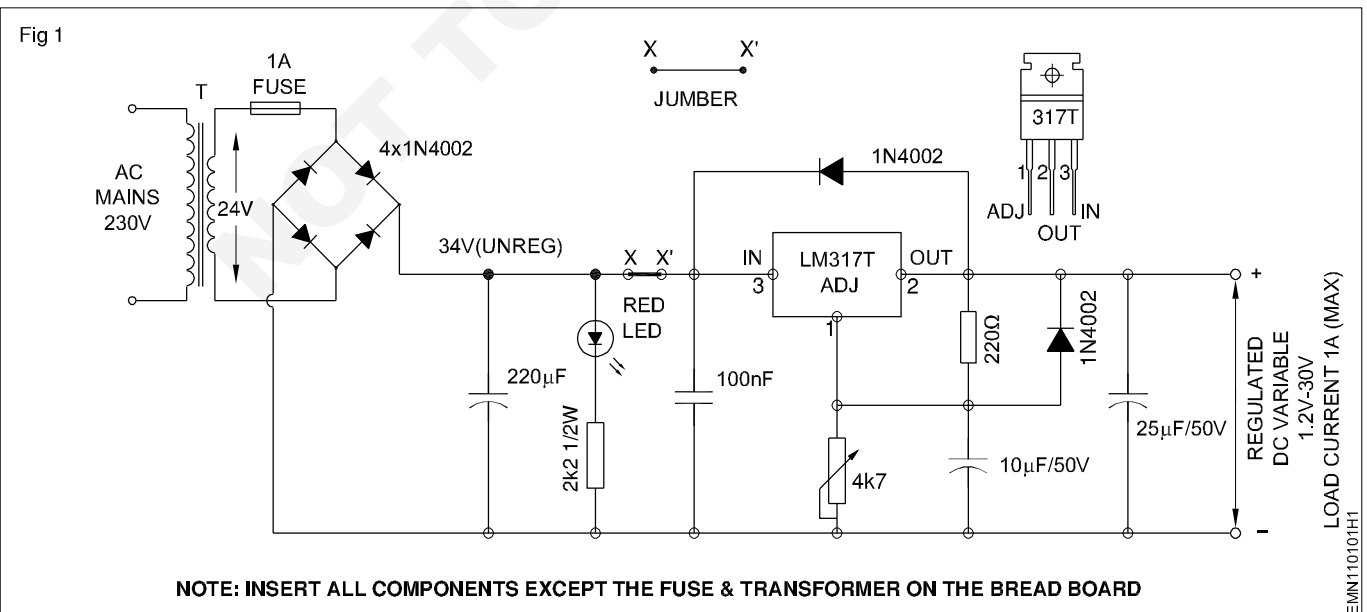 Fig 1
1A
FUSE
T
X X'
JUMBER
317T
1 2 3
ADJ IN
OUT
4x1N4002
AC
MAINS
230V
24V
1N4002
34V(UNREG)
X X'
RED
LED
IN
3
LM317T
ADJ
1
OUT
2
220Ω
1N4002
220µF
2k2 1/2W
100nF
4k7
10µF/50V
25µF/50V
+
−
REGULATED
DC VARIABLE
1.2V-30V
LOAD CURRENT 1A (MAX)
NOTE: INSERT ALL COMPONENTS EXCEPT THE FUSE & TRANSFORMER ON THE BREAD BOARD
EMN110101H1
NOT TO